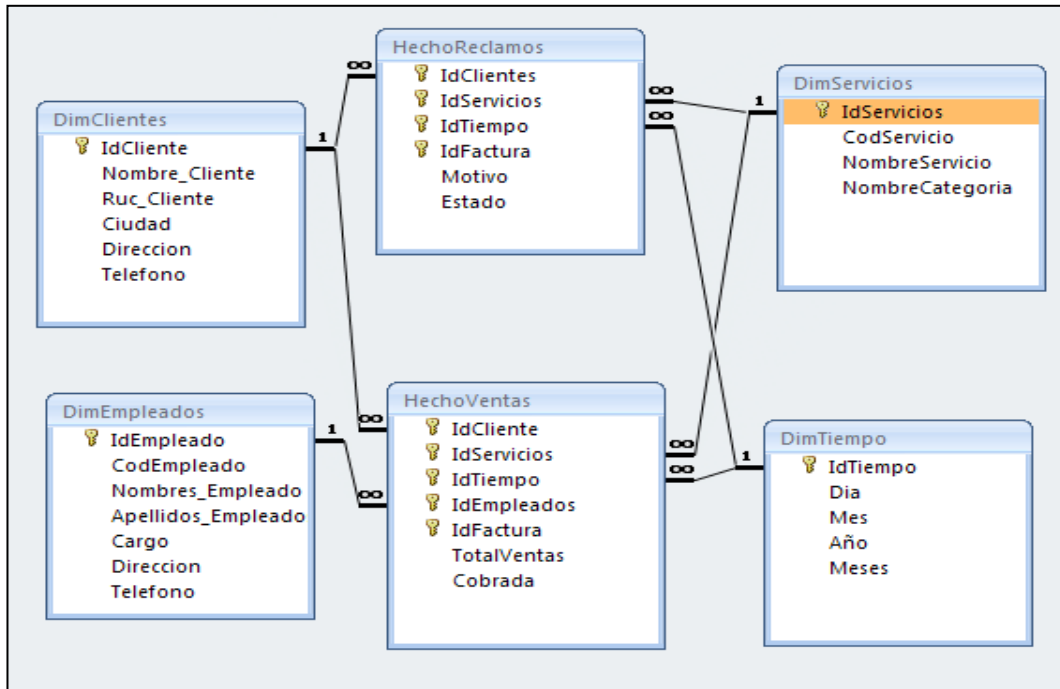 HechoReclamos
IdClientes
IdServicios
IdTiempo
IdFactura
Motivo
Estado
DimClientes
IdCliente
Nombre_Cliente
Ruc_Cliente
Ciudad
Direccion
Telefono
DimServicios
IdServicios
CodServicio
NombreServicio
NombreCategoria
DimEmpleados
IdEmpleado
CodEmpleado
Nombres_Empleado
Apellidos_Empleado
Cargo
Direccion
Telefono
HechoVentas
IdCliente
IdServicios
IdTiempo
IdEmpleados
IdFactura
TotalVentas
Cobrada
DimTiempo
IdTiempo
Dia
Mes
Año
Meses
1
∞
∞
1
∞
∞
∞
1
∞
∞
1